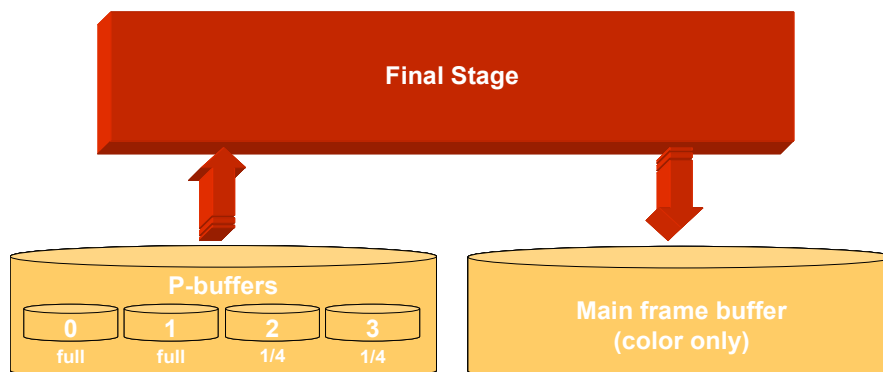 Final Stage
P-buffers
0 1 2 3
full full 1/4 1/4
Main frame buffer
(color only)